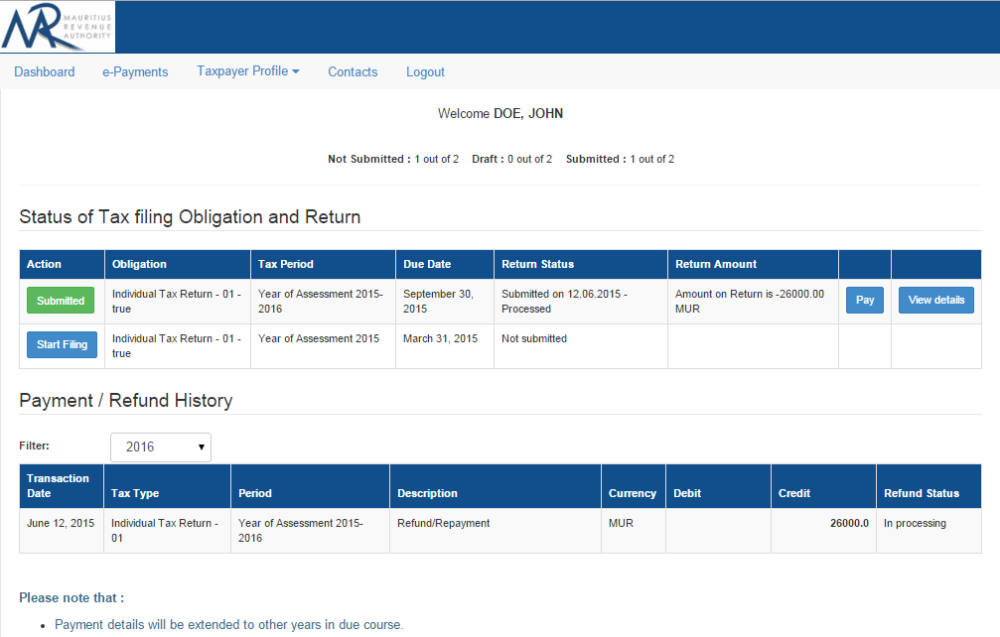 MAURITIUS
REVENUE
AUTHORITY
Dashboard e-Payments Taxpayer Profile Contacts Logout
Welcome DOE, JOHN
Not Submitted : 1 out of 2 Draft : 0 out of 2 Submitted : 1 out of 2
Status of Tax filing Obligation and Return
Action Obligation Tax Period Due Date Return Status Return Amount
Submitted Individual Tax Return - 01 - Year of Assessment 2015- September 30, Submitted on 12.06.2015 - Amount on Return is -26000.00 Pay View details
true 2016 2015 Processed MUR
Start Filing Individual Tax Return - 01 - Year of Assessment 2015 March 31, 2015 Not submitted
true
Payment / Refund History
Filter: 2016
Transaction
Date Tax Type Period Description Currency Debit Credit Refund Status
June 12, 2015 Individual Tax Return - Year of Assessment 2015- Refund/Repayment MUR 26000.0 In processing
01 2016
Please note that :
• Payment details will be extended to other years in due course.